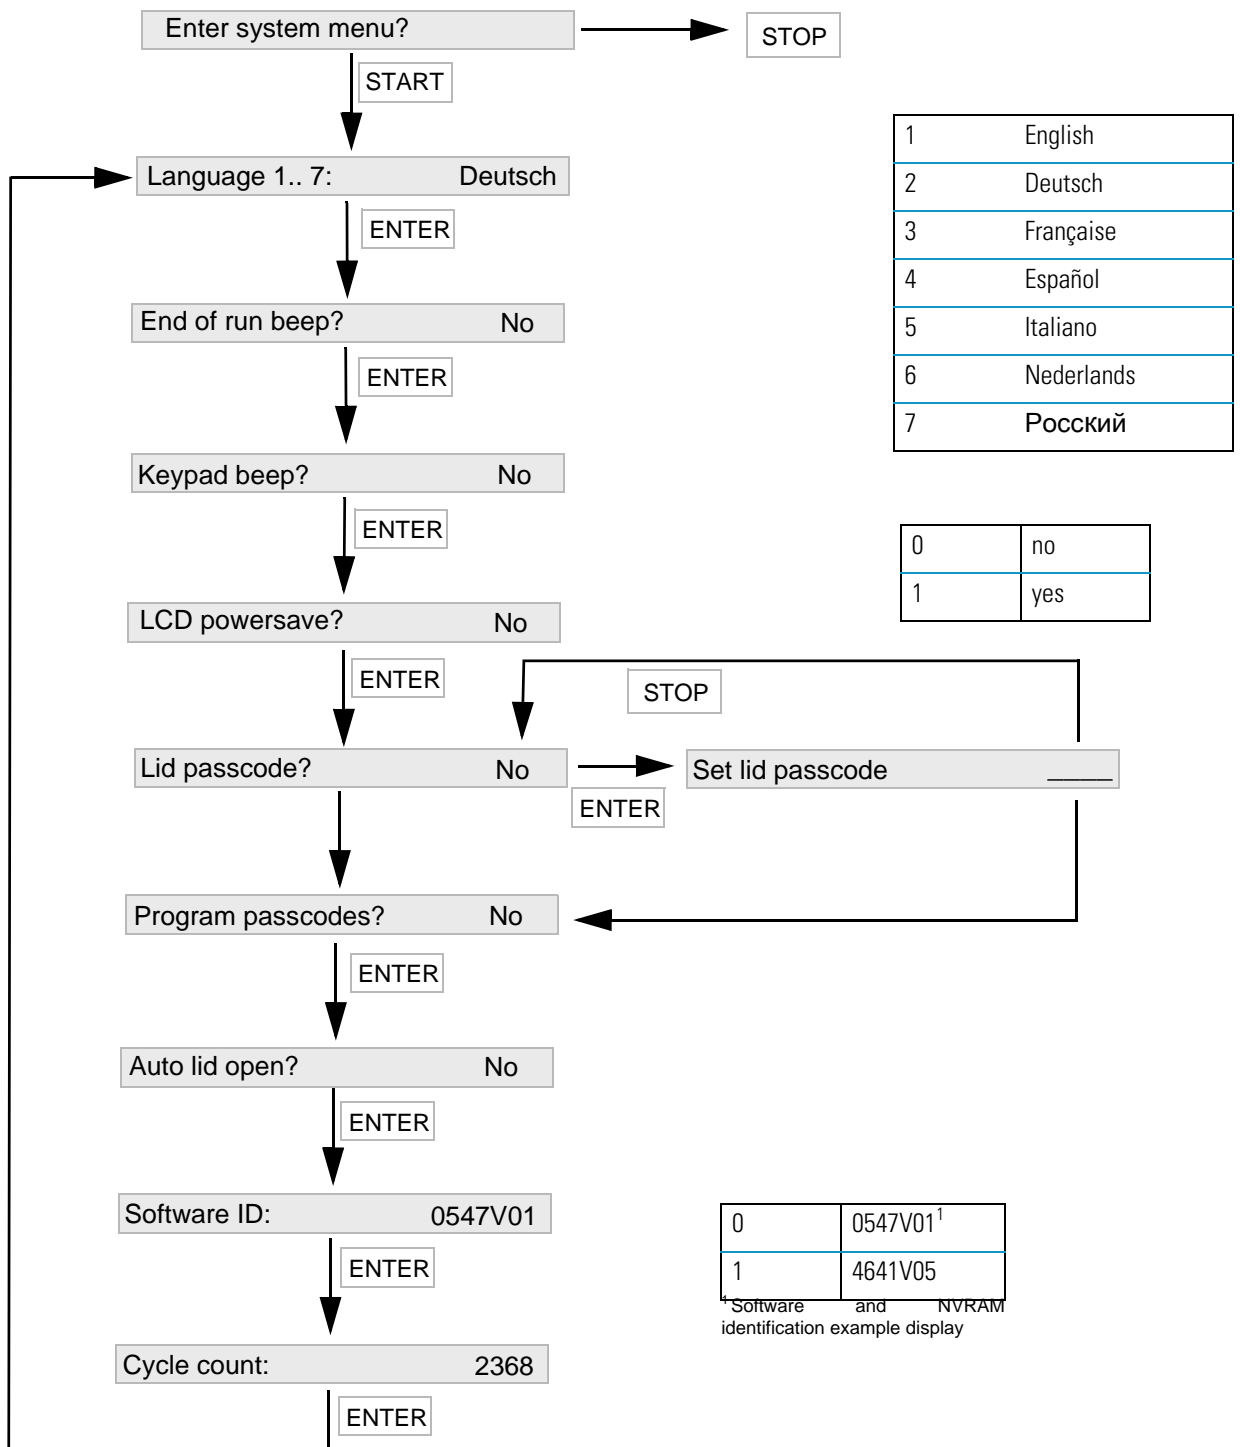 Enter system menu?
STOP
START
Language 1.. 7: Deutsch
ENTER
End of run beep? No
ENTER
Keypad beep? No
ENTER
LCD powersave? No
ENTER
STOP
Lid passcode? No
ENTER
Set lid passcode ____
Program passcodes? No
ENTER
Auto lid open? No
ENTER
Software ID: 0547V01
ENTER
Cycle count: 2368
ENTER
1 English
2 Deutsch
3 Française
4 Español
5 Italiano
6 Nederlands
7 Росский
0 no
1 yes
0 0547V01¹
1 4641V05
¹ Software and NVRAM
identification example display